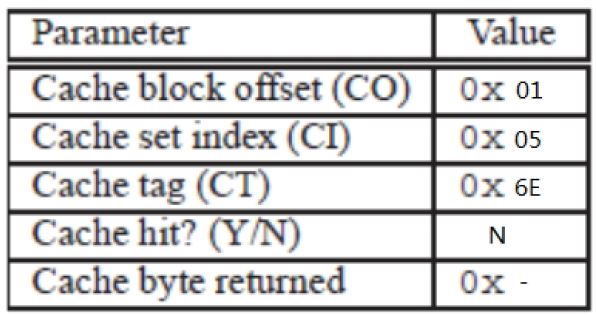 Parameter Value
Cache block offset (CO) 0x 01
Cache set index (CI) 0x 05
Cache tag (CT) 0x 6E
Cache hit? (Y/N) N
Cache byte returned 0x -